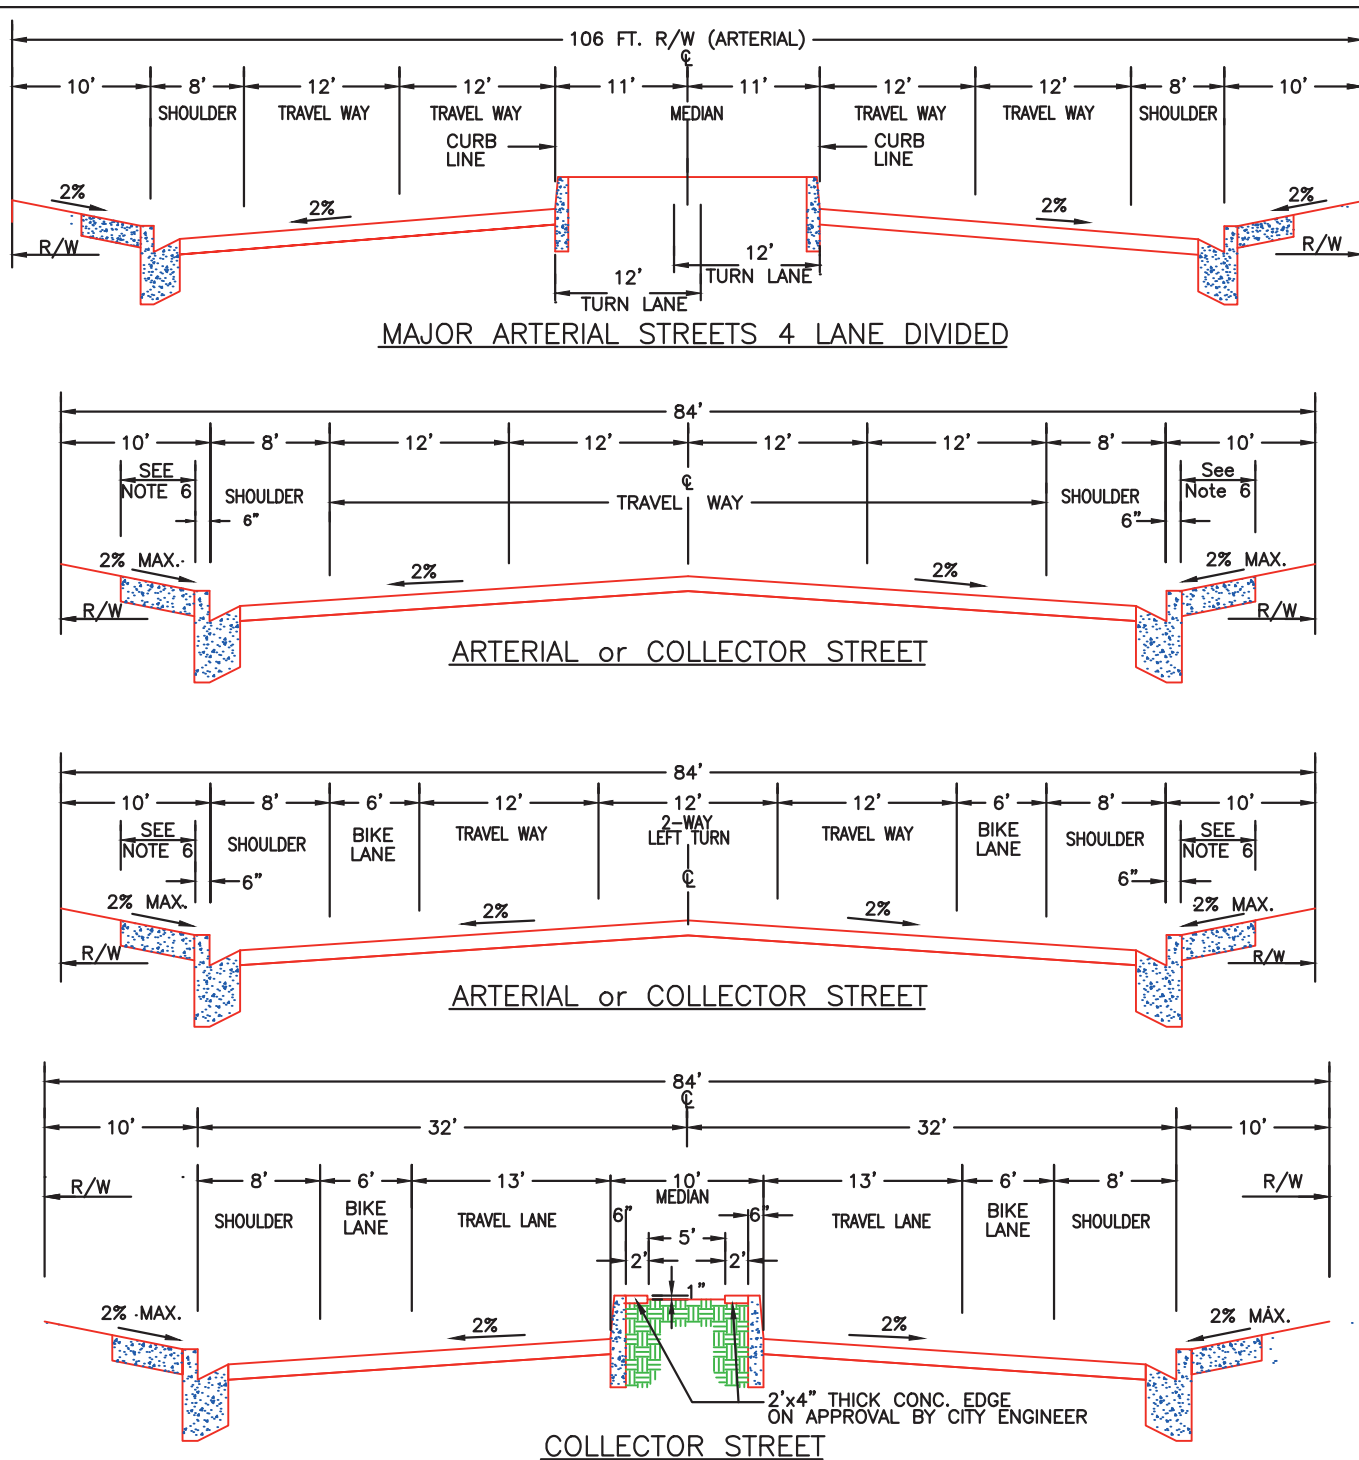 106 FT. R/W (ARTERIAL)
℄
10' 8' 12' 12' 11' 11' 12' 12' 8' 10'
SHOULDER TRAVEL WAY TRAVEL WAY MEDIAN TRAVEL WAY TRAVEL WAY SHOULDER
CURB LINE CURB LINE
2% 2% 2% 2%
R/W R/W
12' TURN LANE
12' TURN LANE
MAJOR ARTERIAL STREETS 4 LANE DIVIDED
84'
10' 8' 12' 12' 12' 12' 8' 10'
SEE NOTE 6 See Note 6
℄
SHOULDER TRAVEL WAY SHOULDER
6" 6"
2% MAX. 2% 2% 2% MAX.
R/W R/W
ARTERIAL or COLLECTOR STREET
84'
10' 8' 6' 12' 12' 12' 6' 8' 10'
SEE NOTE 6 SHOULDER BIKE LANE TRAVEL WAY 2-WAY LEFT TURN TRAVEL WAY BIKE LANE SHOULDER SEE NOTE 6
6" ℄ 6"
2% MAX. 2% 2% 2% MAX.
R/W R/W
ARTERIAL or COLLECTOR STREET
84'
℄
10' 32' 32' 10'
R/W 8' 6' 13' 10' 13' 6' 8' R/W
SHOULDER BIKE LANE TRAVEL LANE MEDIAN TRAVEL LANE BIKE LANE SHOULDER
6" 6"
2' 5' 2'
1"
2% MAX. 2% 2% 2% MAX.
2'x4" THICK CONC. EDGE
ON APPROVAL BY CITY ENGINEER
COLLECTOR STREET